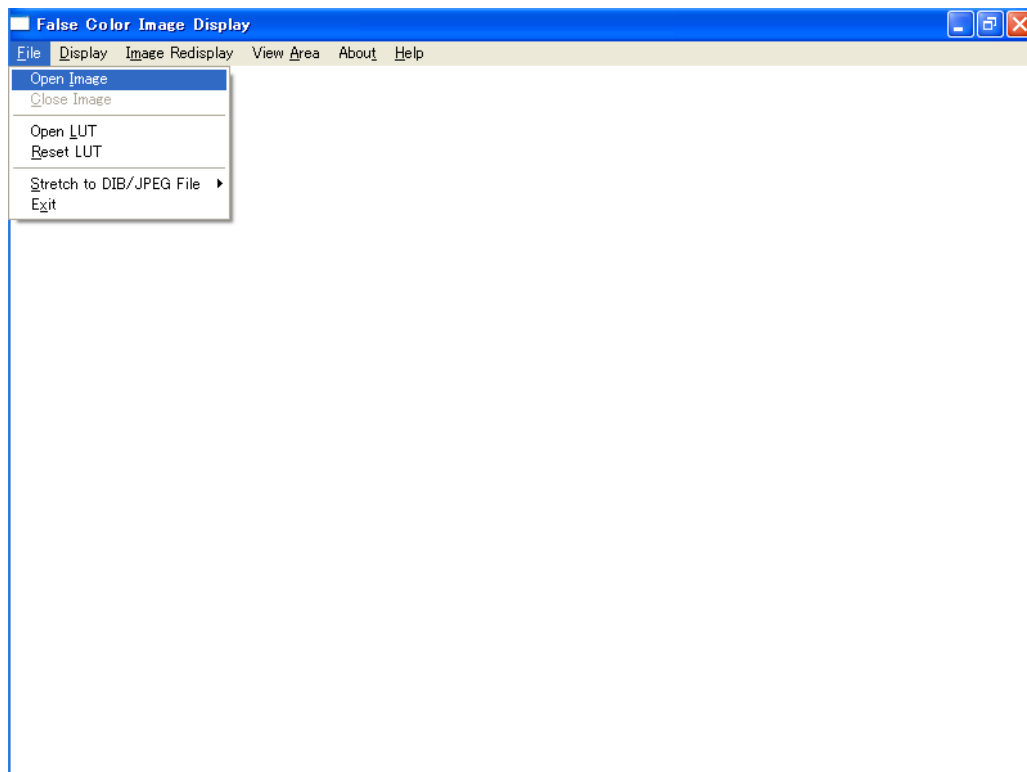 False Color Image Display
File Display Image Redisplay View Area About Help
Open Image
Close Image
Open LUT
Reset LUT
Stretch to DIB/JPEG File
Exit